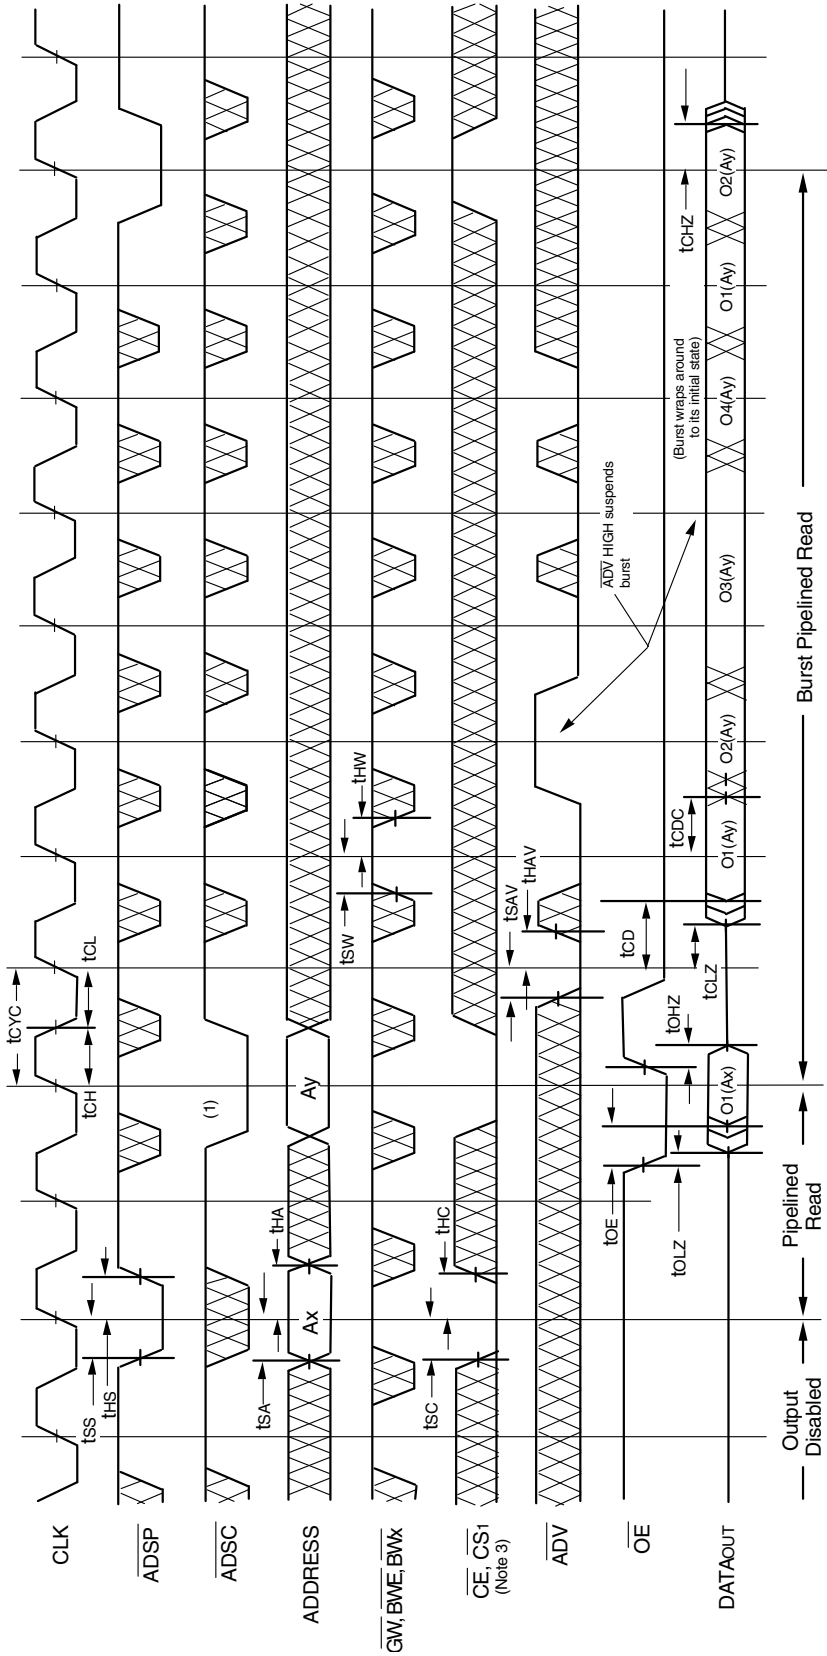 CLK
tCYC
tCH
tCL
tSS
tHS
ADSP
ADSC
(1)
ADDRESS
tSA
tHA
Ax
Ay
GW, BWE, BWx
tSW
tHW
CE, CS1
(Note 3)
tSC
tHC
ADV
tSAV
tHAV
ADV HIGH suspends
burst
OE
tOE
tOHZ
tCD
tOLZ
tCLZ
tCDC
tCHZ
(Burst wraps around
to its initial state)
DATAOUT
O1(Ax)
O1(Ay)
O2(Ay)
O3(Ay)
O4(Ay)
O1(Ay)
O2(Ay)
Output
Disabled
Pipelined
Read
Burst Pipelined Read